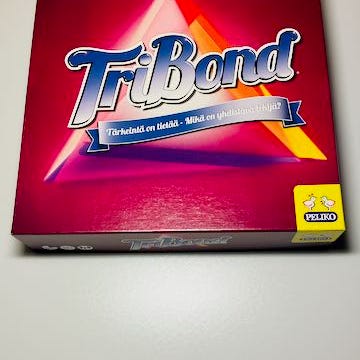 TriBond
Tärkeintä on tietää - Mikä on yhdistävä tekijä?
PELIKO
TriBond